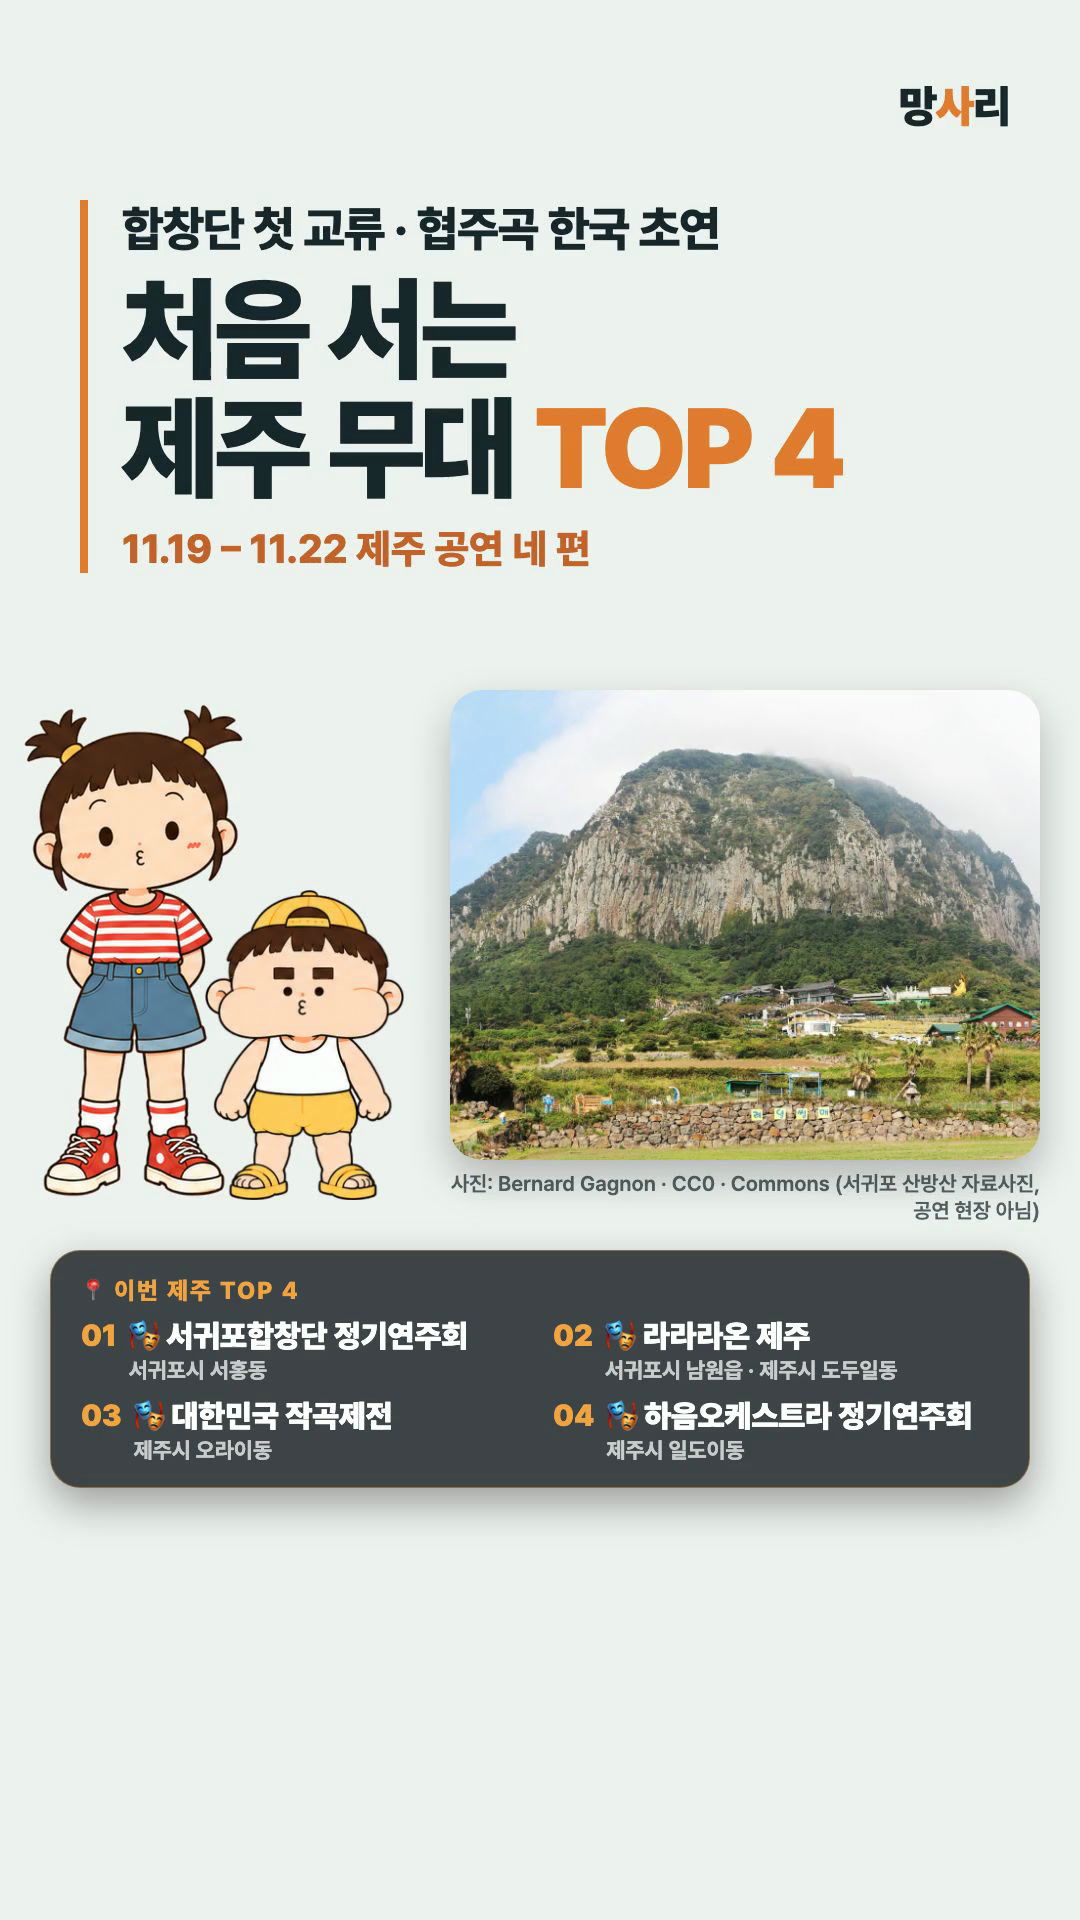 망사리
합창단 첫 교류 · 협주곡 한국 초연
처음 서는
제주 무대 TOP 4
11.19 – 11.22 제주 공연 네 편
사진: Bernard Gagnon · CC0 · Commons (서귀포 산방산 자료사진,
공연 현장 아님)
📍 이번 제주 TOP 4
01 🎭 서귀포합창단 정기연주회
서귀포시 서홍동
02 🎭 라라라온 제주
서귀포시 남원읍 · 제주시 도두일동
03 🎭 대한민국 작곡제전
제주시 오라이동
04 🎭 하음오케스트라 정기연주회
제주시 일도이동